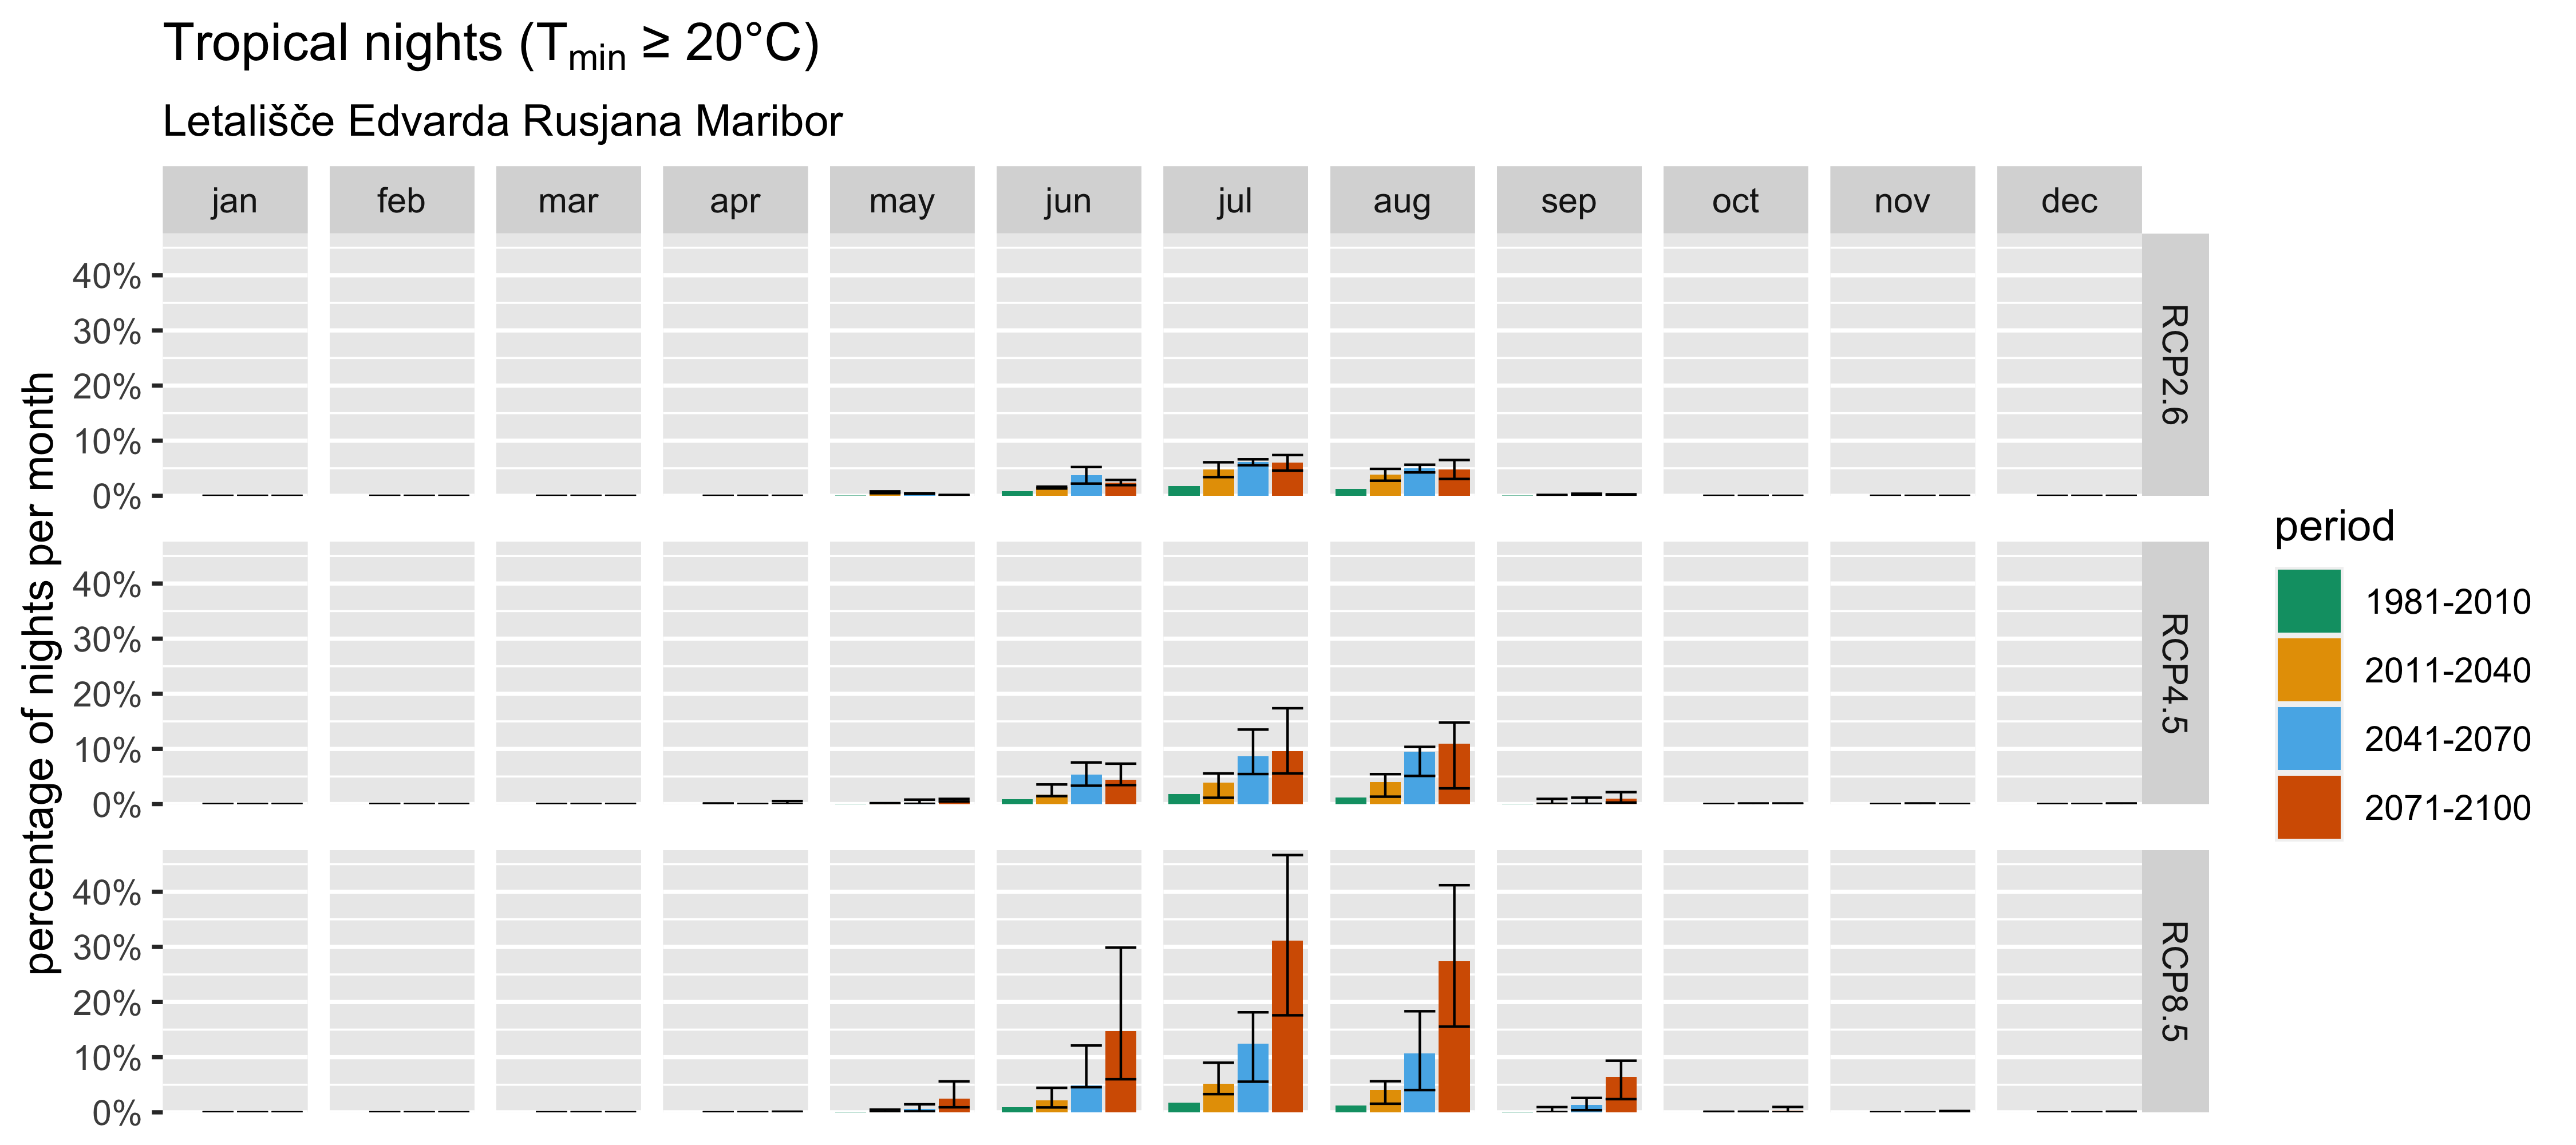 Tropical nights (Tmin ≥ 20°C)
Letališče Edvarda Rusjana Maribor
jan feb mar apr may jun jul aug sep oct nov dec
percentage of nights per month
40%
30%
20%
10%
0%
RCP2.6
40%
30%
20%
10%
0%
RCP4.5
40%
30%
20%
10%
0%
RCP8.5
period
1981-2010
2011-2040
2041-2070
2071-2100